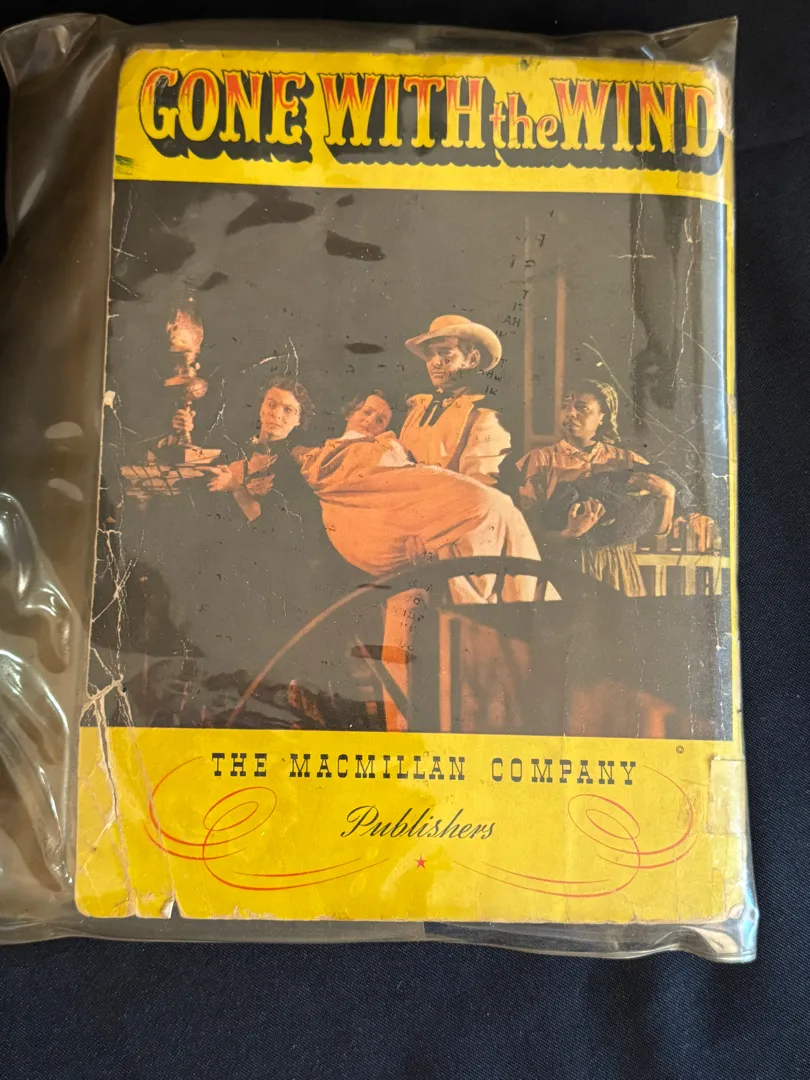 GONE WITH the WIND
©
THE MACMILLAN COMPANY
Publishers